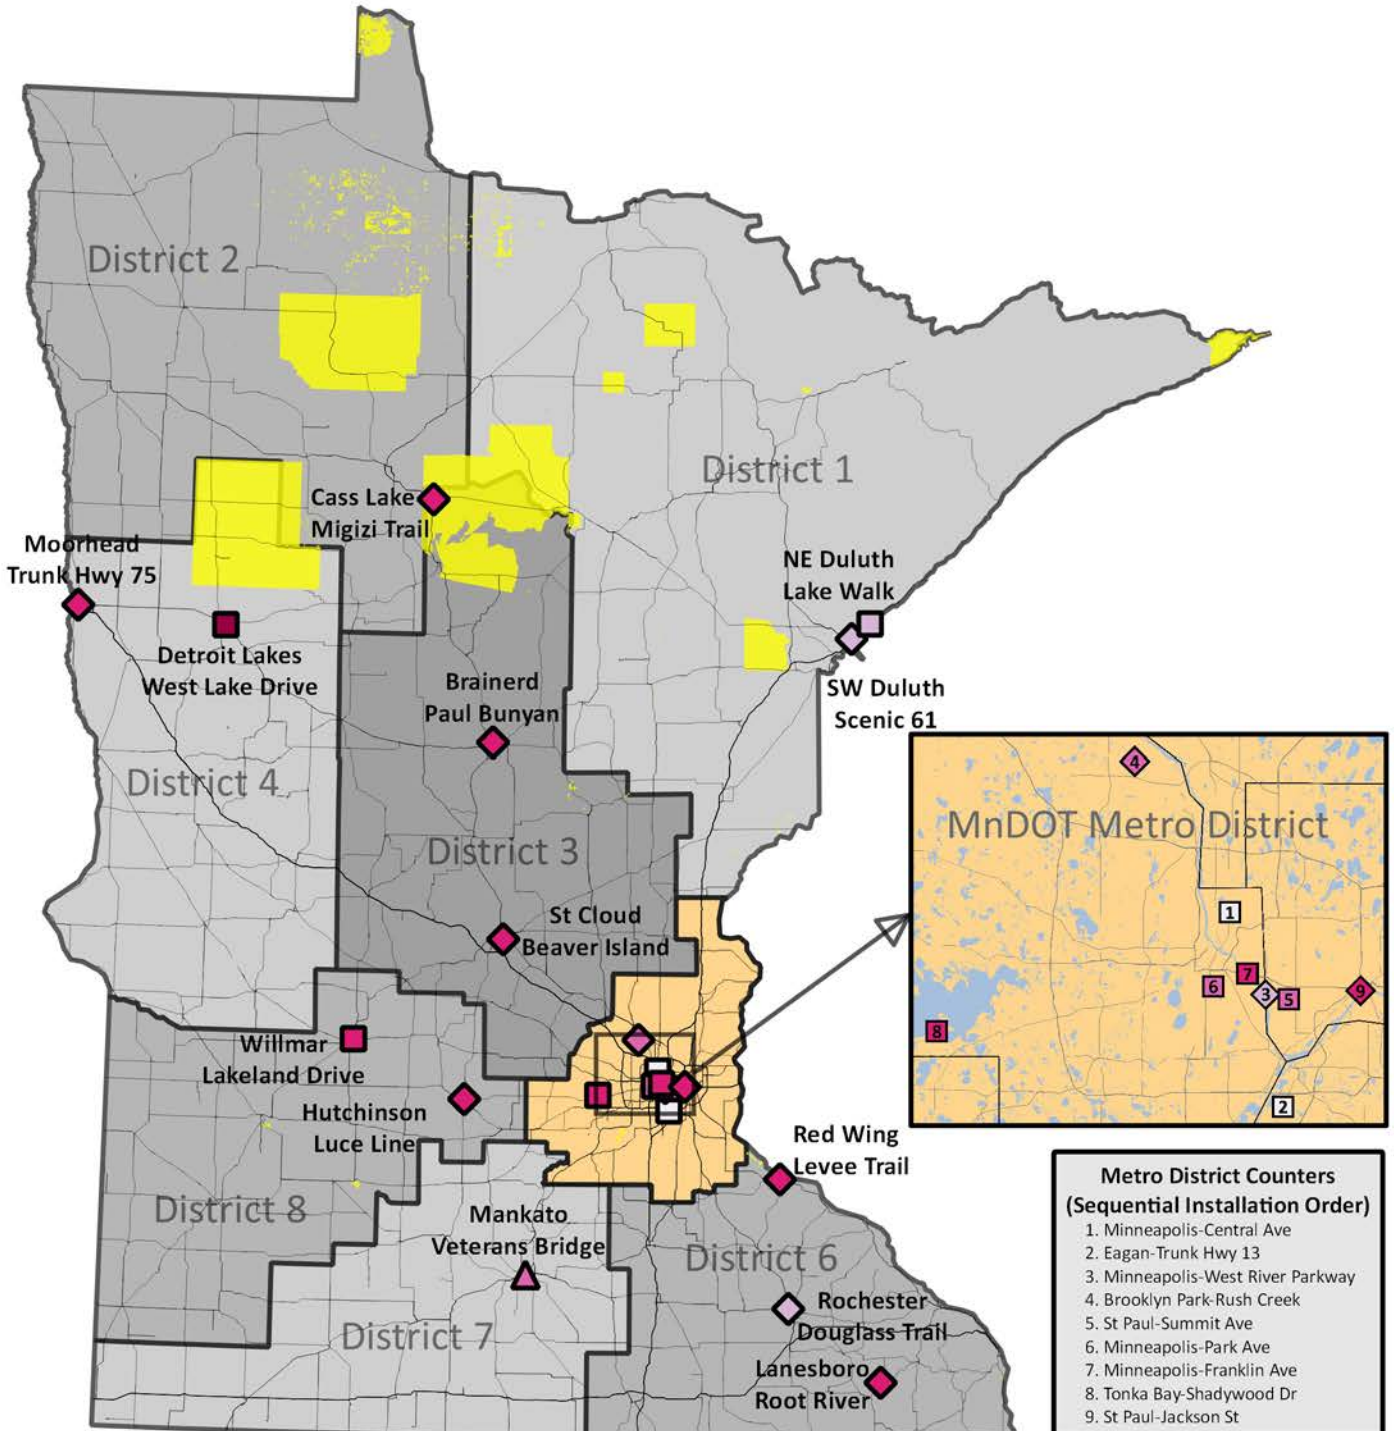 District 2
District 1
Cass Lake
Migizi Trail
Moorhead
Trunk Hwy 75
NE Duluth
Lake Walk
Detroit Lakes
West Lake Drive
Brainerd
Paul Bunyan
SW Duluth
Scenic 61
District 4
District 3
MnDOT Metro District
4
1
7
6
3
5
9
8
2
St Cloud
Beaver Island
Willmar
Lakeland Drive
Hutchinson
Luce Line
Red Wing
Levee Trail
District 8
Mankato
Veterans Bridge
District 6
Rochester
Douglass Trail
District 7
Lanesboro
Root River
Metro District Counters
(Sequential Installation Order)
1. Minneapolis-Central Ave
2. Eagan-Trunk Hwy 13
3. Minneapolis-West River Parkway
4. Brooklyn Park-Rush Creek
5. St Paul-Summit Ave
6. Minneapolis-Park Ave
7. Minneapolis-Franklin Ave
8. Tonka Bay-Shadywood Dr
9. St Paul-Jackson St